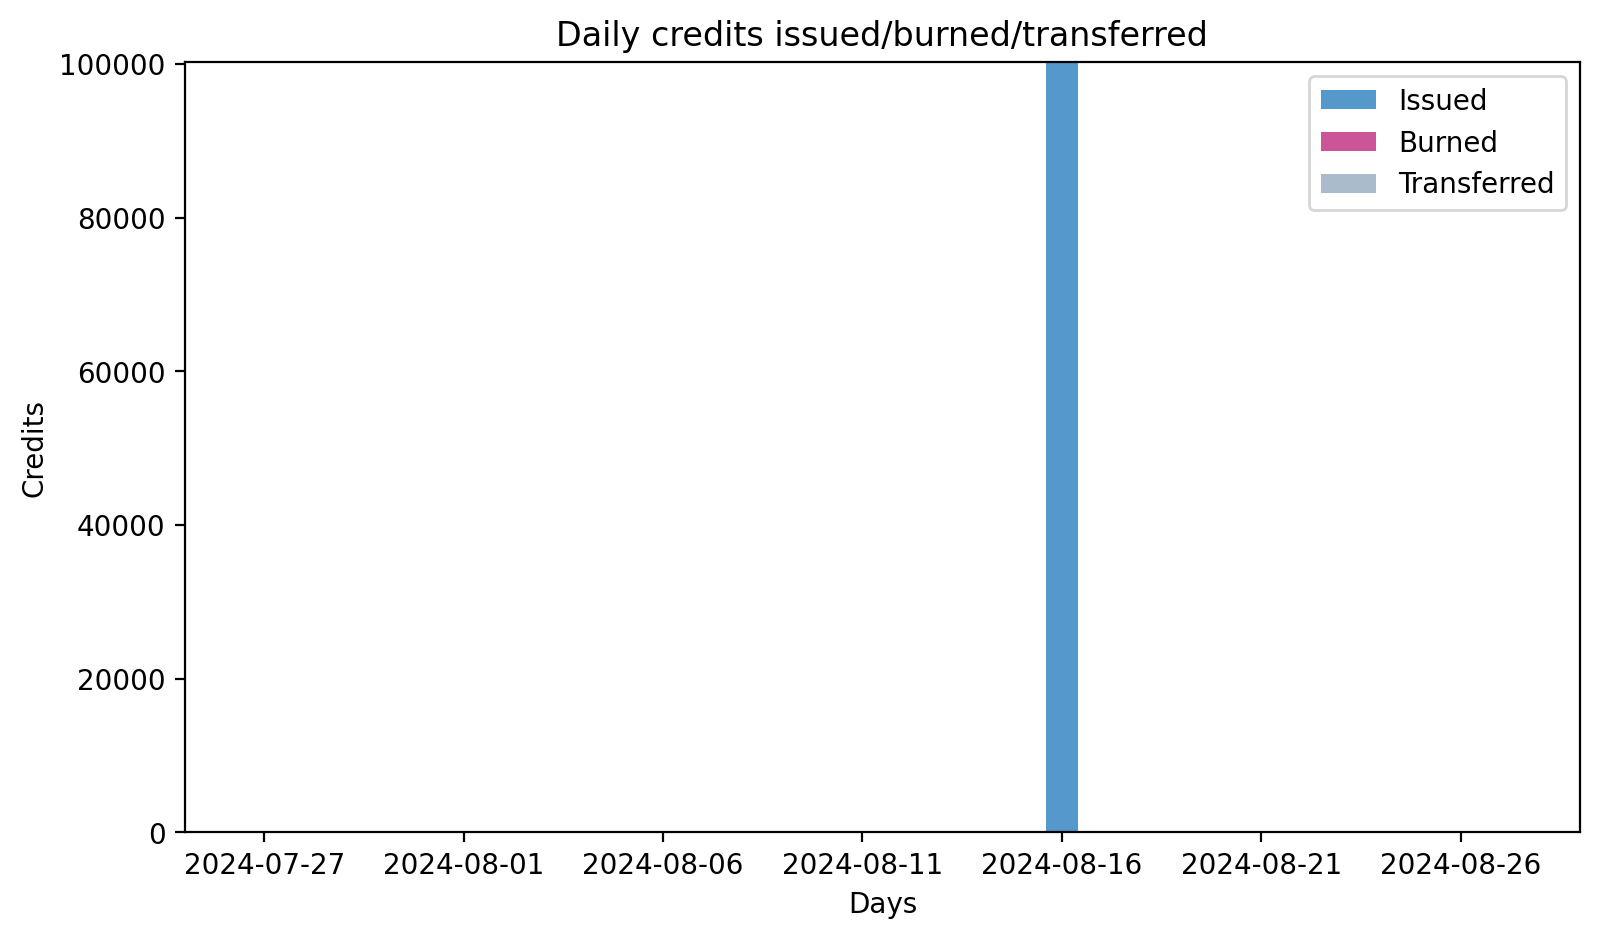 Daily credits issued/burned/transferred
100000
80000
60000
40000
20000
0
Credits
Issued
Burned
Transferred
2024-07-27 2024-08-01 2024-08-06 2024-08-11 2024-08-16 2024-08-21 2024-08-26
Days